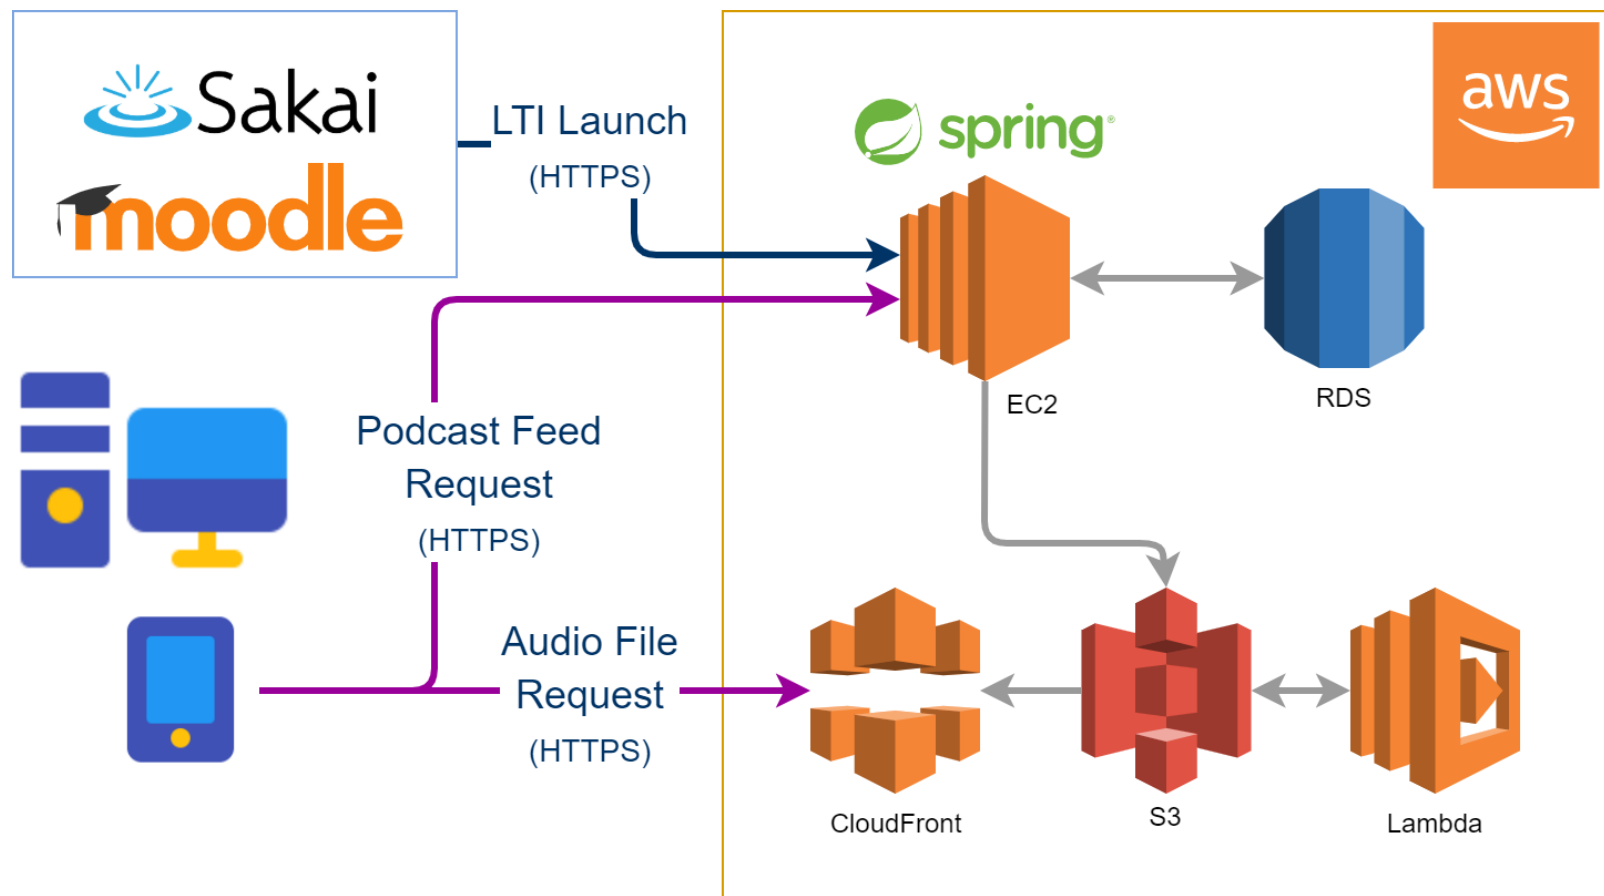 Sakai
moodle
LTI Launch
(HTTPS)
spring
aws
EC2
RDS
Podcast Feed
Request
(HTTPS)
Audio File
Request
(HTTPS)
CloudFront
S3
Lambda